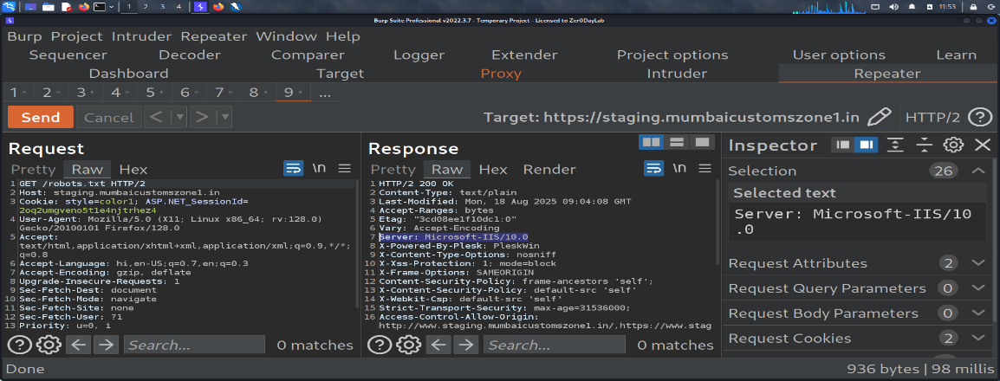 1 2 3 4 11:53
Burp Suite Professional v2022.3.7 - Temporary Project - Licensed to Zer0DayLab
Burp Project Intruder Repeater Window Help
Sequencer Decoder Comparer Logger Extender Project options User options Learn
Dashboard Target Proxy Intruder Repeater
1 × 2 × 3 × 4 × 5 × 6 × 7 × 8 × 9 × ...
Send Cancel < > Target: https://staging.mumbaicustomszone1.in HTTP/2 ?
Request
Pretty Raw Hex \n
1 GET /robots.txt HTTP/2
2 Host: staging.mumbaicustomszone1.in
3 Cookie: style=color1; ASP.NET_SessionId=
2oq2umgveno5t1e4njtrhez4
4 User-Agent: Mozilla/5.0 (X11; Linux x86_64; rv:128.0)
Gecko/20100101 Firefox/128.0
5 Accept:
text/html,application/xhtml+xml,application/xml;q=0.9,*/*;
q=0.8
6 Accept-Language: hi,en-US;q=0.7,en;q=0.3
7 Accept-Encoding: gzip, deflate
8 Upgrade-Insecure-Requests: 1
9 Sec-Fetch-Dest: document
10 Sec-Fetch-Mode: navigate
11 Sec-Fetch-Site: none
12 Sec-Fetch-User: ?1
13 Priority: u=0, i
Search... 0 matches
Response
Pretty Raw Hex Render \n
1 HTTP/2 200 OK
2 Content-Type: text/plain
3 Last-Modified: Mon, 18 Aug 2025 09:04:08 GMT
4 Accept-Ranges: bytes
5 Etag: "3cd08ee1f10dc1:0"
6 Vary: Accept-Encoding
7 Server: Microsoft-IIS/10.0
8 X-Powered-By-Plesk: PleskWin
9 X-Content-Type-Options: nosniff
10 X-Xss-Protection: 1; mode=block
11 X-Frame-Options: SAMEORIGIN
12 Content-Security-Policy: frame-ancestors 'self';
13 X-Content-Security-Policy: default-src 'self'
14 X-Webkit-Csp: default-src 'self'
15 Strict-Transport-Security: max-age=31536000;
16 Access-Control-Allow-Origin:
http://www.staging.mumbaicustomszone1.in/,https://www.stag
Search... 0 matches
Inspector
Selection 26
Selected text
Server: Microsoft-IIS/10
.0
Request Attributes 2
Request Query Parameters 0
Request Body Parameters 0
Request Cookies 2
Done 936 bytes | 98 millis